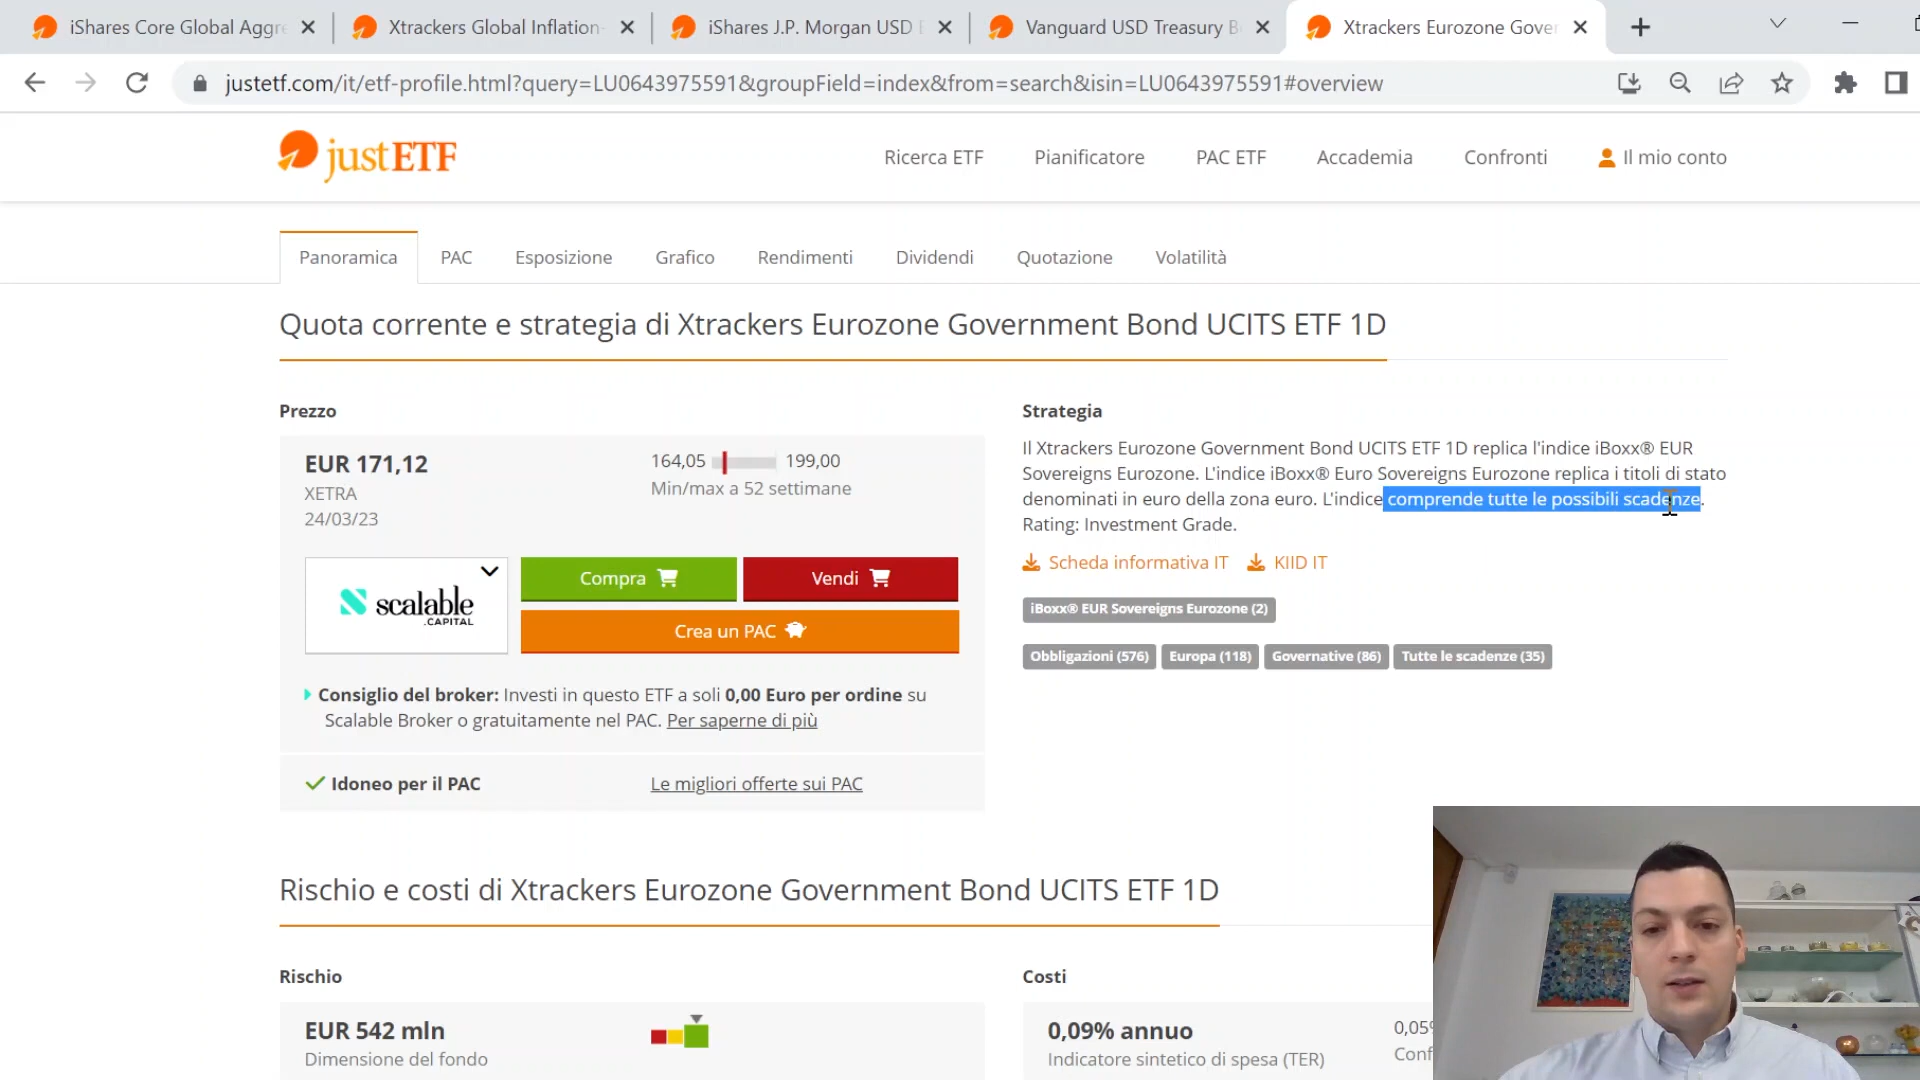 iShares Core Global Aggre
Xtrackers Global Inflation-
iShares J.P. Morgan USD E
Vanguard USD Treasury B
Xtrackers Eurozone Gover
justetf.com/it/etf-profile.html?query=LU0643975591&groupField=index&from=search&isin=LU0643975591#overview
justETF
Ricerca ETF
Pianificatore
PAC ETF
Accademia
Confronti
Il mio conto
Panoramica
PAC
Esposizione
Grafico
Rendimenti
Dividendi
Quotazione
Volatilità
Quota corrente e strategia di Xtrackers Eurozone Government Bond UCITS ETF 1D
Prezzo
EUR 171,12
XETRA
24/03/23
164,05 199,00
Min/max a 52 settimane
scalable
.CAPITAL
Compra
Vendi
Crea un PAC
Consiglio del broker: Investi in questo ETF a soli 0,00 Euro per ordine su
Scalable Broker o gratuitamente nel PAC. Per saperne di più
Idoneo per il PAC
Le migliori offerte sui PAC
Strategia
Il Xtrackers Eurozone Government Bond UCITS ETF 1D replica l'indice iBoxx® EUR
Sovereigns Eurozone. L'indice iBoxx® Euro Sovereigns Eurozone replica i titoli di stato
denominati in euro della zona euro. L'indice comprende tutte le possibili scadenze.
Rating: Investment Grade.
Scheda informativa IT
KIID IT
iBoxx® EUR Sovereigns Eurozone (2)
Obbligazioni (576)
Europa (118)
Governative (86)
Tutte le scadenze (35)
Rischio e costi di Xtrackers Eurozone Government Bond UCITS ETF 1D
Rischio
EUR 542 mln
Dimensione del fondo
Costi
0,09% annuo
Indicatore sintetico di spesa (TER)
0,05%
Conf